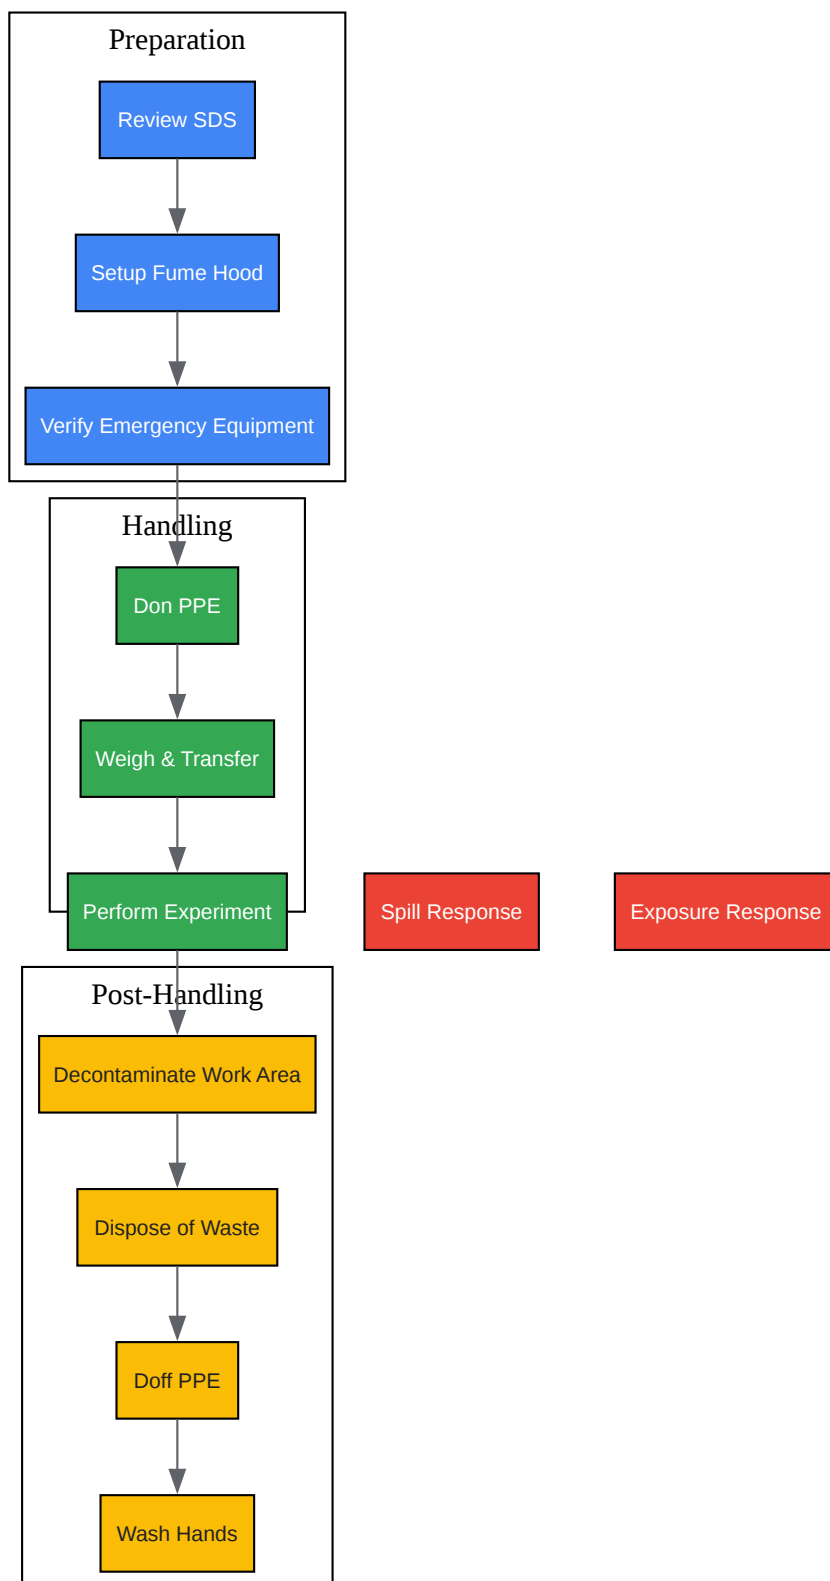 Preparation
Review SDS
Setup Fume Hood
Verify Emergency Equipment
Handling
Don PPE
Weigh & Transfer
Perform Experiment
Spill Response
Exposure Response
Post-Handling
Decontaminate Work Area
Dispose of Waste
Doff PPE
Wash Hands